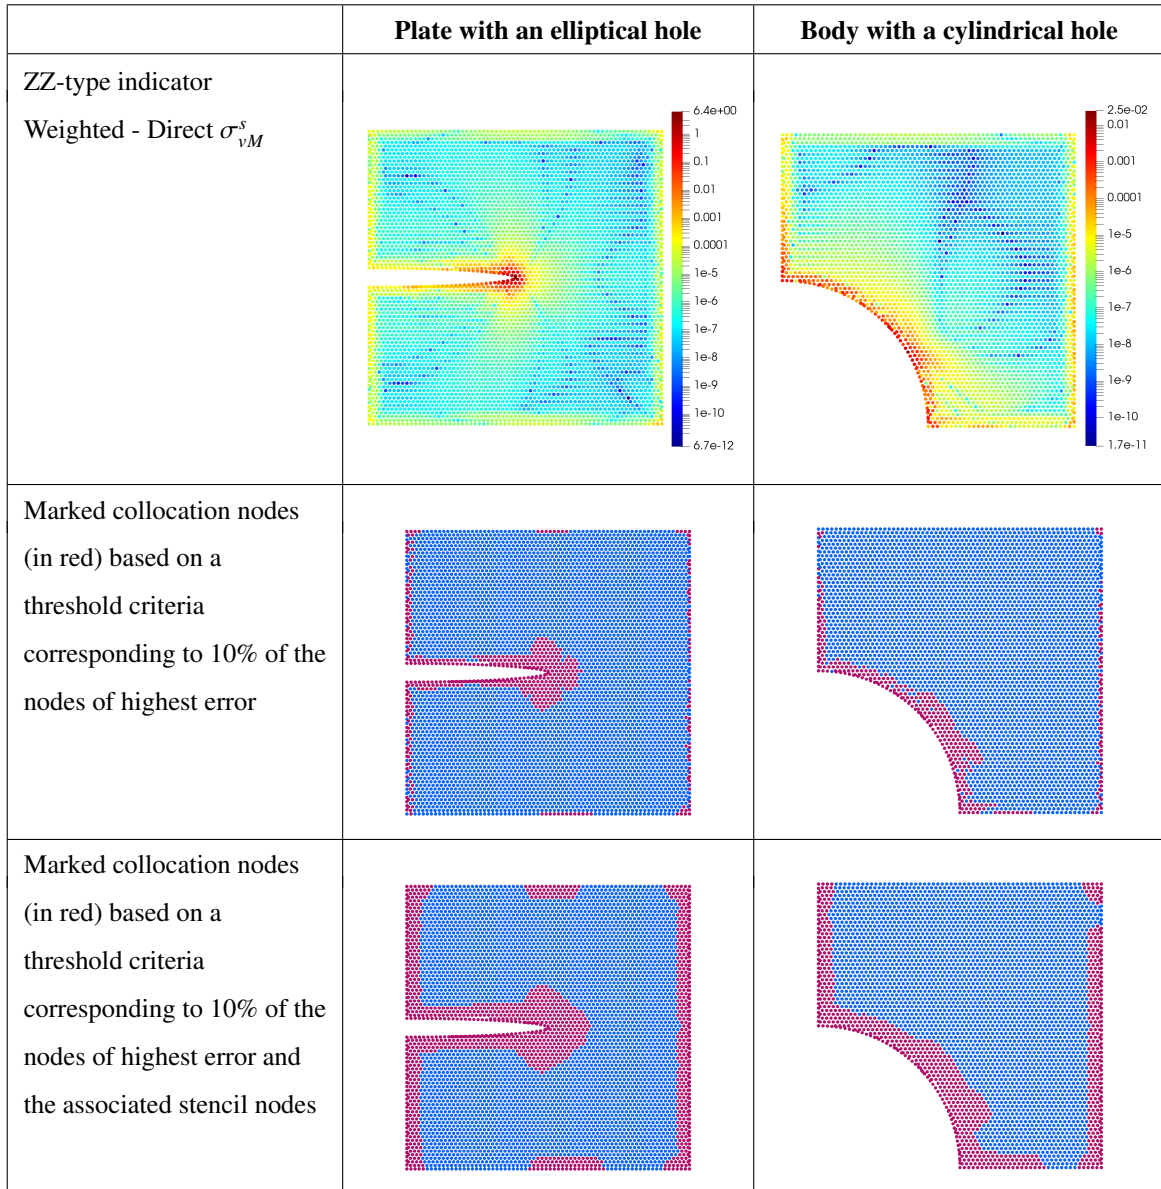 Plate with an elliptical hole
Body with a cylindrical hole
ZZ-type indicator
Weighted - Direct σ^s_vM
6.4e+00
1
0.1
0.01
0.001
0.0001
1e-5
1e-6
1e-7
1e-8
1e-9
1e-10
6.7e-12
2.5e-02
0.01
0.001
0.0001
1e-5
1e-6
1e-7
1e-8
1e-9
1e-10
1.7e-11
Marked collocation nodes
(in red) based on a
threshold criteria
corresponding to 10% of the
nodes of highest error
Marked collocation nodes
(in red) based on a
threshold criteria
corresponding to 10% of the
nodes of highest error and
the associated stencil nodes